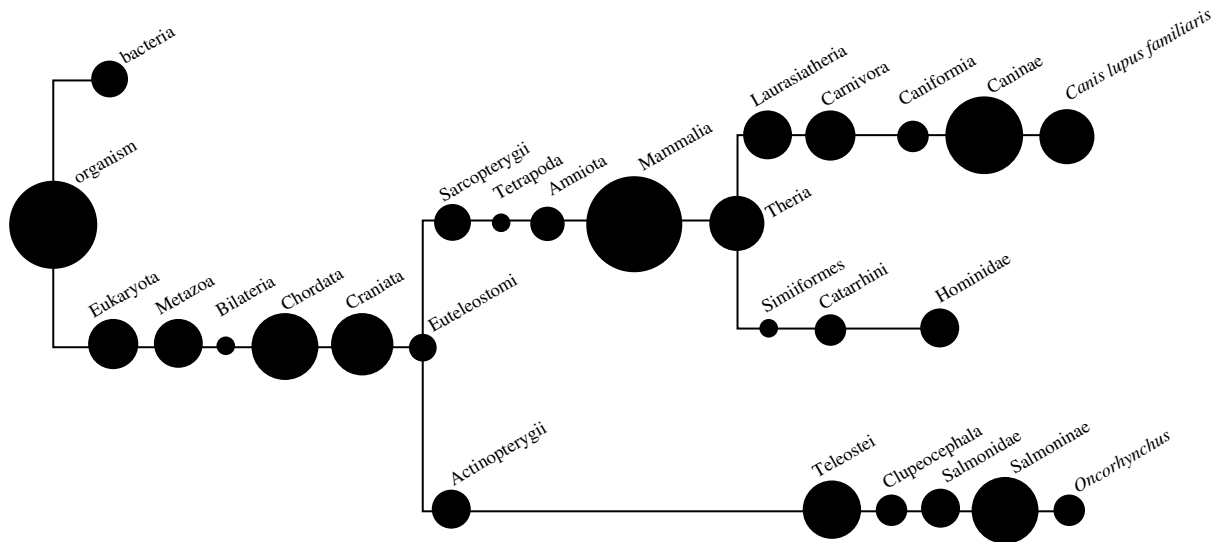 bacteria
organism
Eukaryota
Metazoa
Bilateria
Chordata
Craniata
Euteleostomi
Sarcopterygii
Tetrapoda
Amniota
Mammalia
Theria
Laurasiatheria
Carnivora
Caniformia
Caninae
Canis lupus familiaris
Simiiformes
Catarrhini
Hominidae
Actinopterygii
Teleostei
Clupeocephala
Salmonidae
Salmoninae
Oncorhynchus